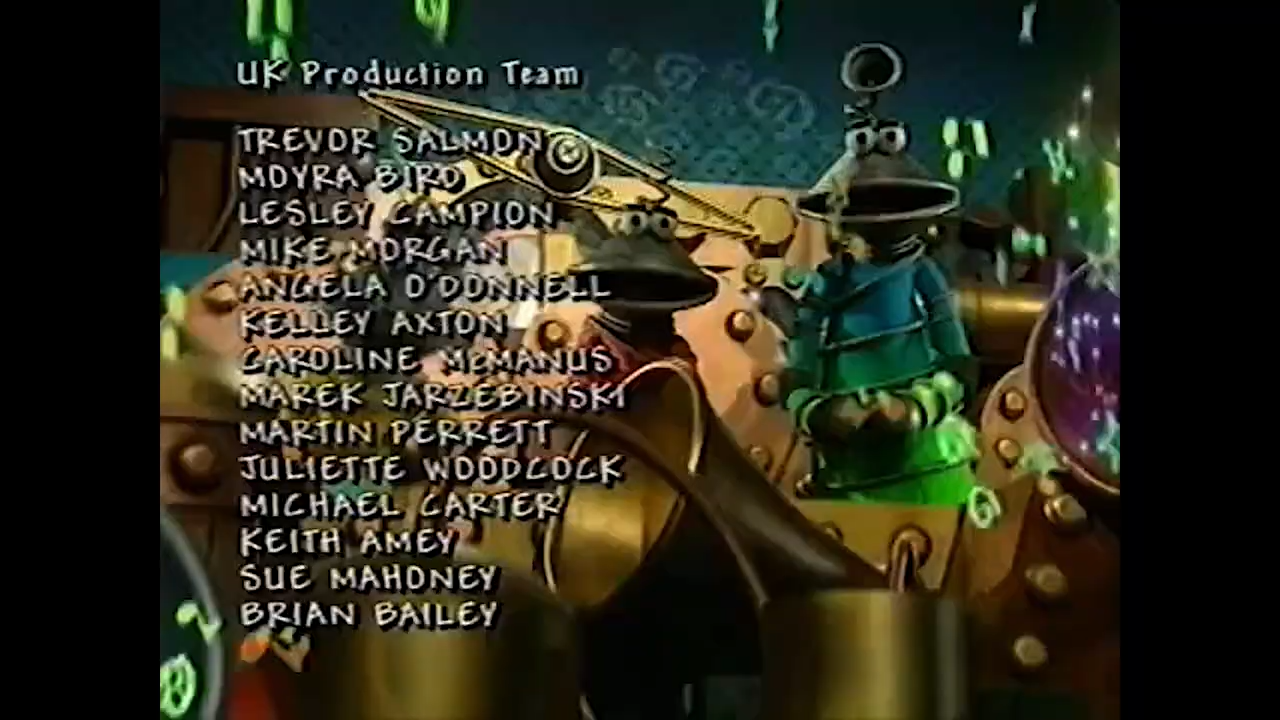 UK Production Team
TREVOR SALMON
MOYRA BIRD
LESLEY CAMPION
MIKE MORGAN
ANGELA O'DONNELL
KELLEY AXTON
CAROLINE McMANUS
MAREK JARZEBINSKI
MARTIN PERRETT
JULIETTE WOODCOCK
MICHAEL CARTER
KEITH AMEY
SUE MAHONEY
BRIAN BAILEY